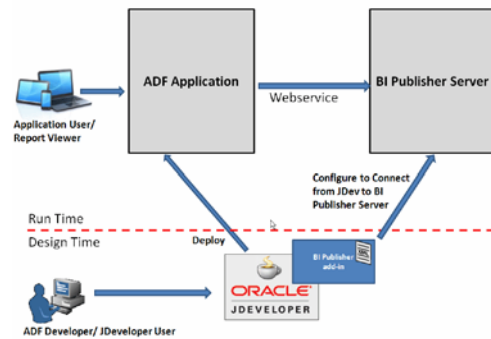 ADF Application
BI Publisher Server
Webservice
Application User/
Report Viewer
Configure to Connect
from JDev to BI
Publisher Server
Run Time
Design Time
Deploy
BI Publisher
add-in
ORACLE
JDEVELOPER
ADF Developer/ JDeveloper User